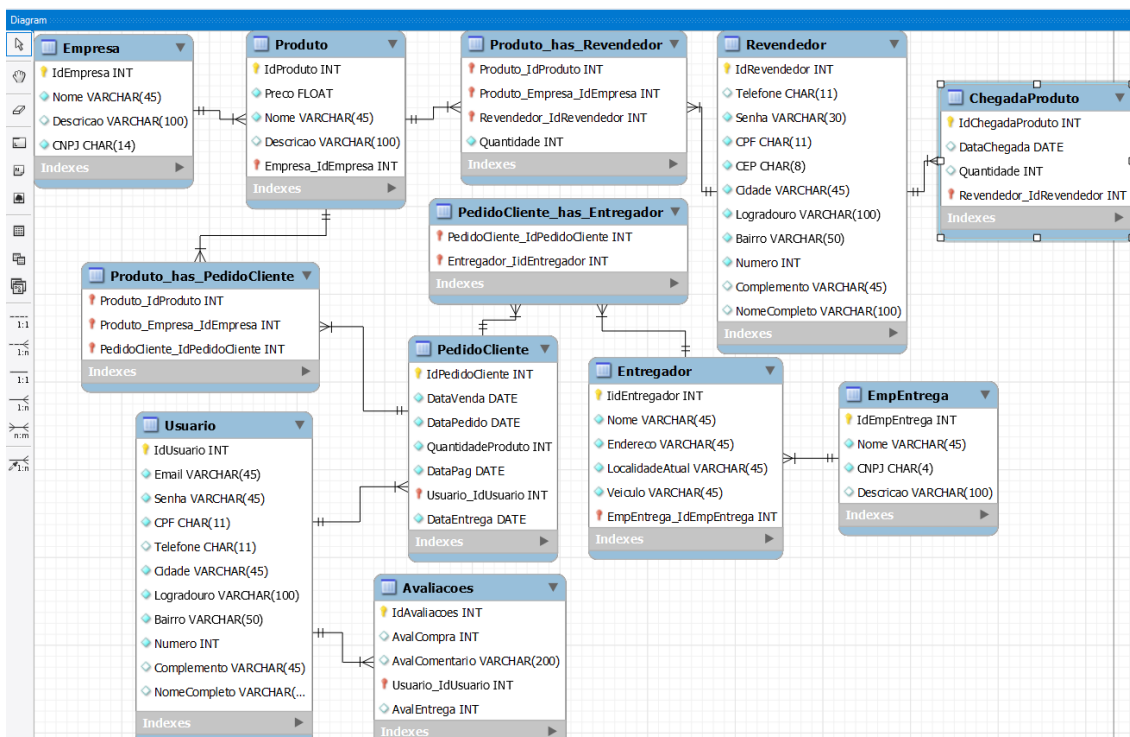 Diagram
Empresa
IdEmpresa INT
Nome VARCHAR(45)
Descricao VARCHAR(100)
CNPJ CHAR(14)
Indexes
Produto
IdProduto INT
Preco FLOAT
Nome VARCHAR(45)
Descricao VARCHAR(100)
Empresa_IdEmpresa INT
Indexes
Produto_has_Revendedor
Produto_IdProduto INT
Produto_Empresa_IdEmpresa INT
Revendedor_IdRevendedor INT
Quantidade INT
Indexes
Revendedor
IdRevendedor INT
Telefone CHAR(11)
Senha VARCHAR(30)
CPF CHAR(11)
CEP CHAR(8)
Cidade VARCHAR(45)
Logradouro VARCHAR(100)
Bairro VARCHAR(50)
Numero INT
Complemento VARCHAR(45)
NomeCompleto VARCHAR(100)
Indexes
ChegadaProduto
IdChegadaProduto INT
DataChegada DATE
Quantidade INT
Revendedor_IdRevendedor INT
Indexes
PedidoCliente_has_Entregador
PedidoCliente_IdPedidoCliente INT
Entregador_IidEntregador INT
Indexes
Produto_has_PedidoCliente
Produto_IdProduto INT
Produto_Empresa_IdEmpresa INT
PedidoCliente_IdPedidoCliente INT
Indexes
PedidoCliente
IdPedidoCliente INT
DataVenda DATE
DataPedido DATE
QuantidadeProduto INT
DataPag DATE
Usuario_IdUsuario INT
DataEntrega DATE
Indexes
Entregador
IidEntregador INT
Nome VARCHAR(45)
Endereco VARCHAR(45)
LocalidadeAtual VARCHAR(45)
Veiculo VARCHAR(45)
EmpEntrega_IdEmpEntrega INT
Indexes
EmpEntrega
IdEmpEntrega INT
Nome VARCHAR(45)
CNPJ CHAR(4)
Descricao VARCHAR(100)
Indexes
Usuario
IdUsuario INT
Email VARCHAR(45)
Senha VARCHAR(45)
CPF CHAR(11)
Telefone CHAR(11)
Cidade VARCHAR(45)
Logradouro VARCHAR(100)
Bairro VARCHAR(50)
Numero INT
Complemento VARCHAR(45)
NomeCompleto VARCHAR(...
Indexes
Avaliacoes
IdAvaliacoes INT
AvalCompra INT
AvalComentario VARCHAR(200)
Usuario_IdUsuario INT
AvalEntrega INT
Indexes
1:1
1:n
1:1
1:n
n:m
1:n